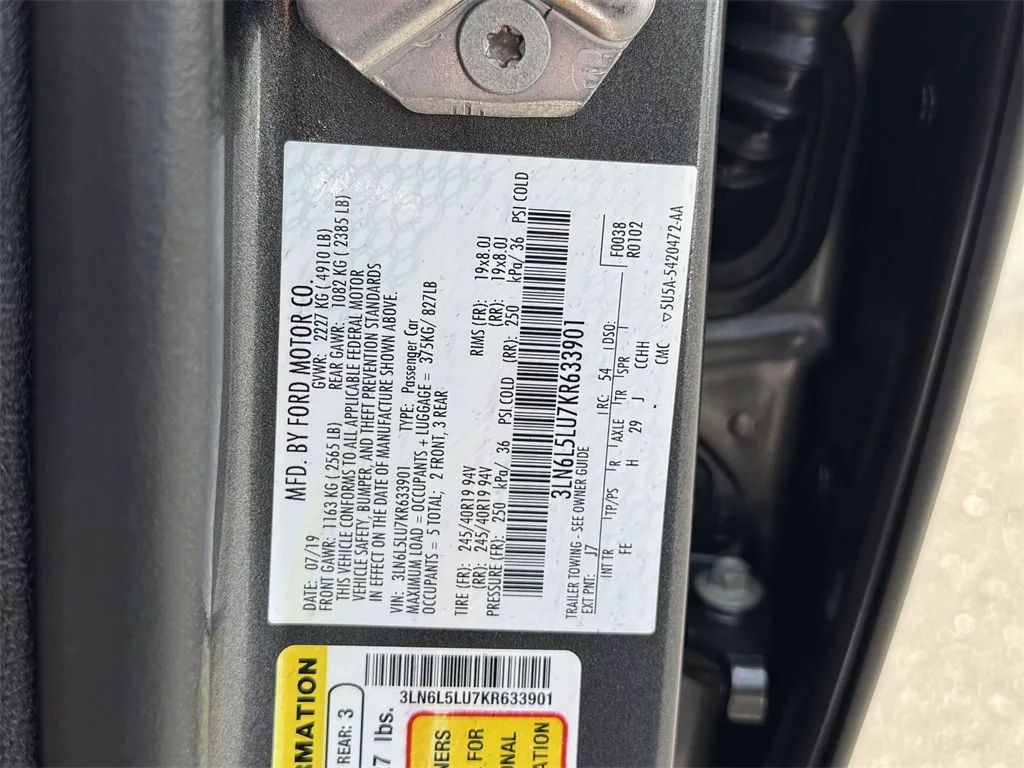 MFD. BY FORD MOTOR CO.
DATE: 07/19 GVWR: 2227 KG ( 4910 LB)
FRONT GAWR: 1163 KG ( 2565 LB) REAR GAWR: 1082 KG ( 2385 LB)
THIS VEHICLE CONFORMS TO ALL APPLICABLE FEDERAL MOTOR
VEHICLE SAFETY, BUMPER, AND THEFT PREVENTION STANDARDS
IN EFFECT ON THE DATE OF MANUFACTURE SHOWN ABOVE.
VIN: 3LN6L5LU7KR633901 TYPE: Passenger Car
MAXIMUM LOAD = OCCUPANTS + LUGGAGE = 375KG/ 827LB
OCCUPANTS = 5 TOTAL; 2 FRONT, 3 REAR
TIRE (FR): 245/40R19 94V RIMS (FR): 19x8.0J
(RR): 245/40R19 94V (RR): 19x8.0J
PRESSURE (FR): 250 kPa/ 36 PSI COLD (RR): 250 kPa/ 36 PSI COLD
3LN6L5LU7KR633901
TRAILER TOWING - SEE OWNER GUIDE
EXT PNT: J7 RC: 54 DSO: F0038
INT TR TP/PS R AXLE TR SPR R0102
FE H 29 J CCHH
CMC ▽5U5A-5420472-AA
3LN6L5LU7KR633901
RMATION
REAR: 3
7 lbs.
NERS
FOR
ONAL
ATION